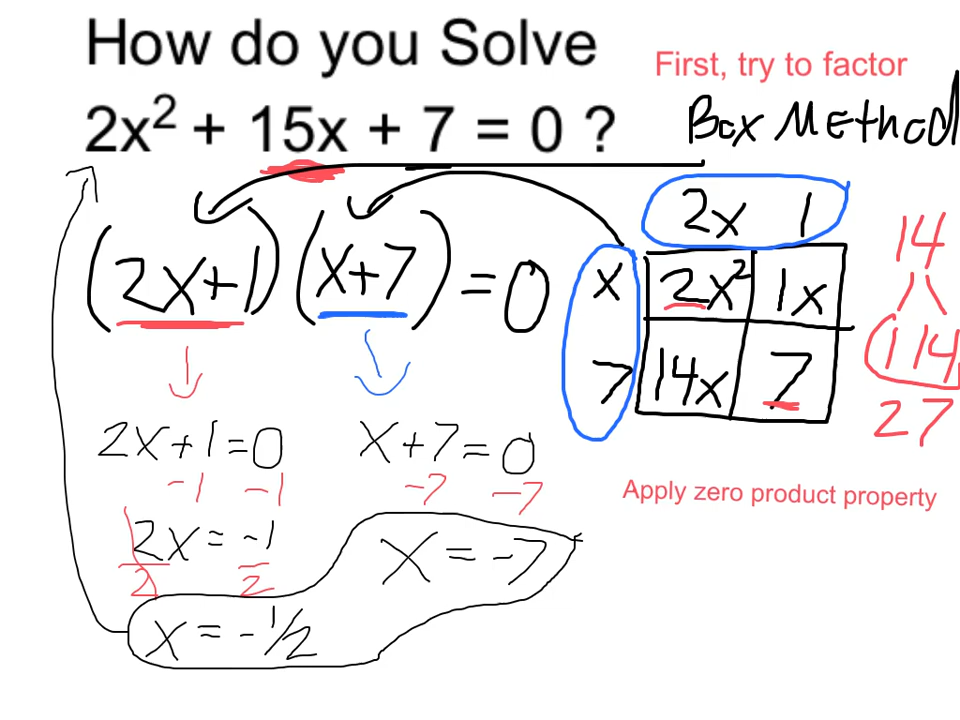 How do you Solve
2x² + 15x + 7 = 0 ?
First, try to factor
Box Method
(2x+1)(x+7) = 0
2x 1
x 2x² 1x
7 14x 7
14
1 14
2 7
2x+1=0
-1 -1
2x = -1
2 2
x = -1/2
x+7=0
-7 -7
x = -7
Apply zero product property